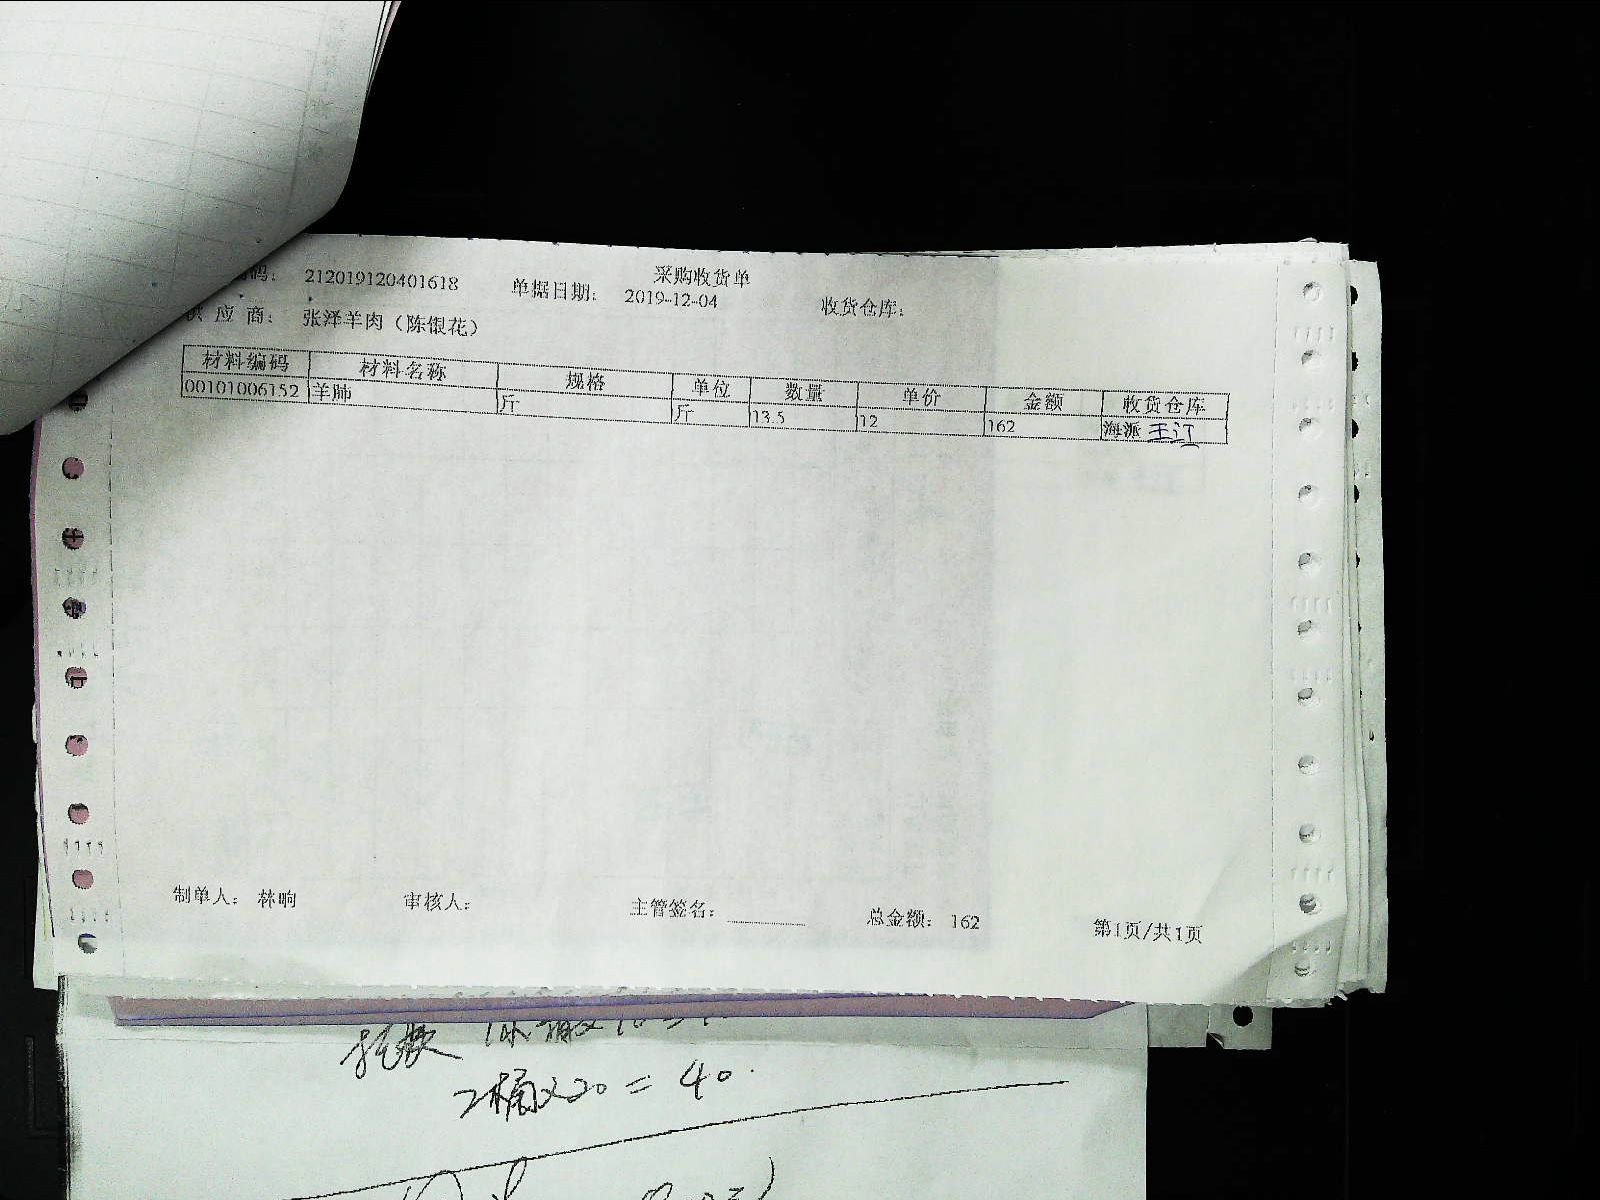 采购收货单
码： 212019120401618 单据日期： 2019-12-04 收货仓库：
供应商： 张泽羊肉（陈银花）
材料编码 材料名称 规格 单位 数量 单价 金额 收货仓库
00101006152 羊肺 斤 斤 13.5 12 162 海派
制单人： 林响 审核人： 主管签名： 总金额： 162 第1页/共1页
2桶×20=40.